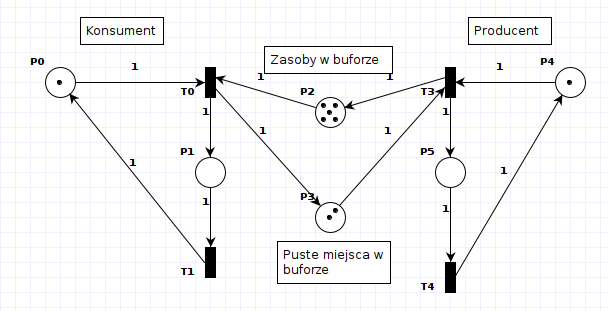 Konsument
Producent
Zasoby w buforze
P0
1
T0
1
P2
1
T3
1
P4
1
1
1
1
P1
P5
1
1
P3
1
1
Puste miejsca w
buforze
T1
T4